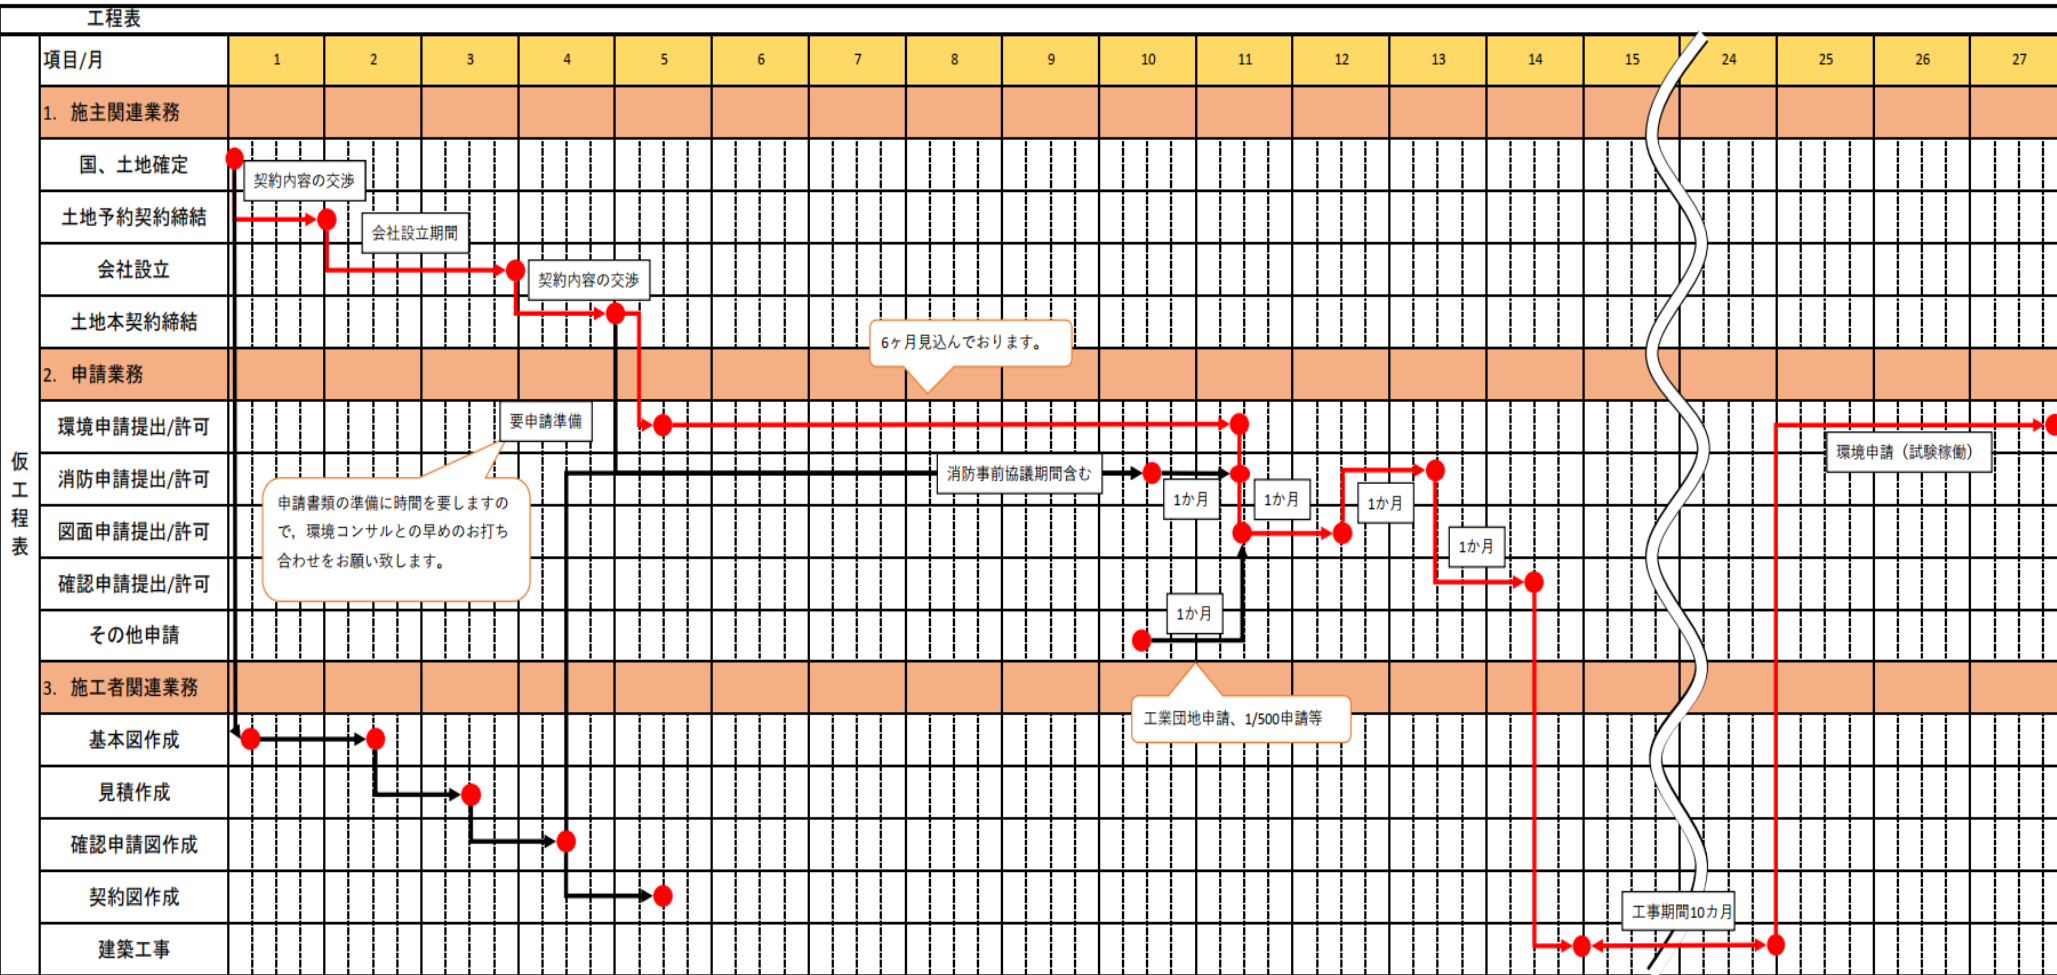 工程表
項目/月 1 2 3 4 5 6 7 8 9 10 11 12 13 14 15 24 25 26 27
仮工程表
1. 施主関連業務
国、土地確定
契約内容の交渉
土地予約契約締結
会社設立期間
会社設立
契約内容の交渉
土地本契約締結
6ヶ月見込んでおります。
2. 申請業務
環境申請提出/許可
要申請準備
環境申請（試験稼働）
消防申請提出/許可
消防事前協議期間含む
1か月
1か月
1か月
申請書類の準備に時間を要しますの
で，環境コンサルとの早めのお打ち
合わせをお願い致します。
図面申請提出/許可
1か月
確認申請提出/許可
1か月
その他申請
3. 施工者関連業務
工業団地申請、1/500申請等
基本図作成
見積作成
確認申請図作成
契約図作成
工事期間10カ月
建築工事